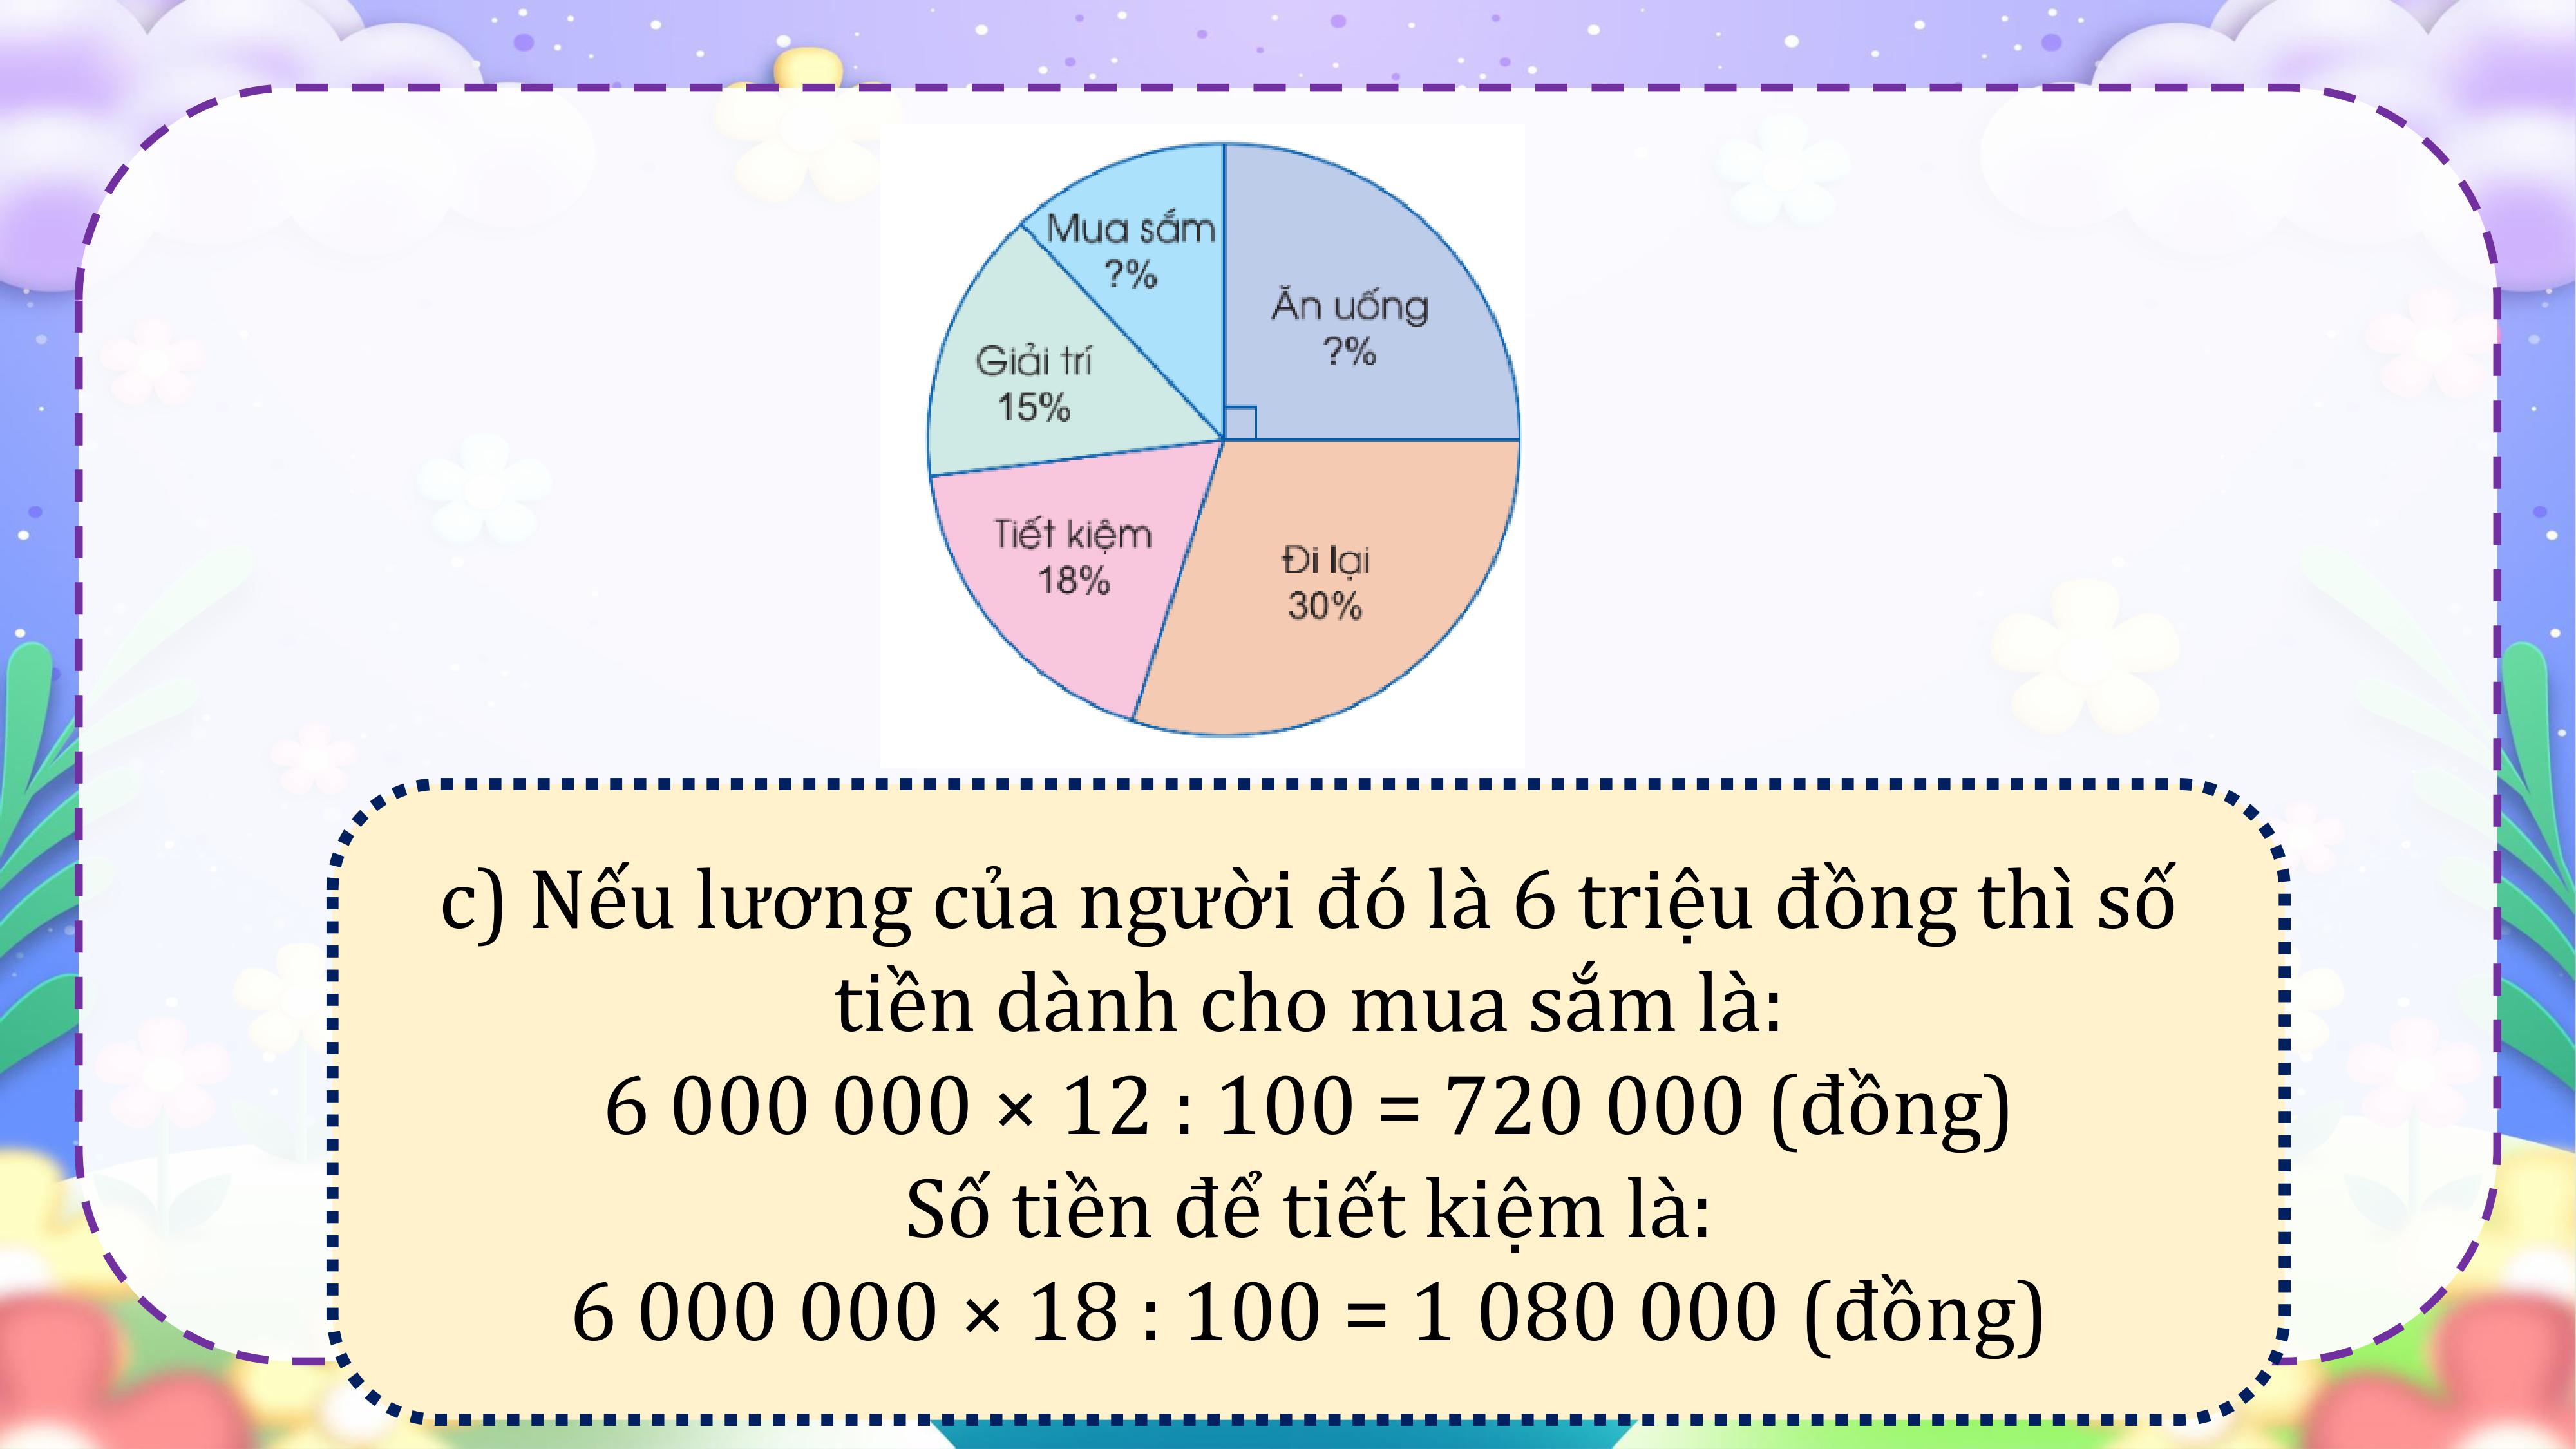 Mua sắm
?%
Ăn uống
?%
Giải trí
15%
Tiết kiệm
18%
Đi lại
30%
c) Nếu lương của người đó là 6 triệu đồng thì số
tiền dành cho mua sắm là:
6 000 000 × 12 : 100 = 720 000 (đồng)
Số tiền để tiết kiệm là:
6 000 000 × 18 : 100 = 1 080 000 (đồng)